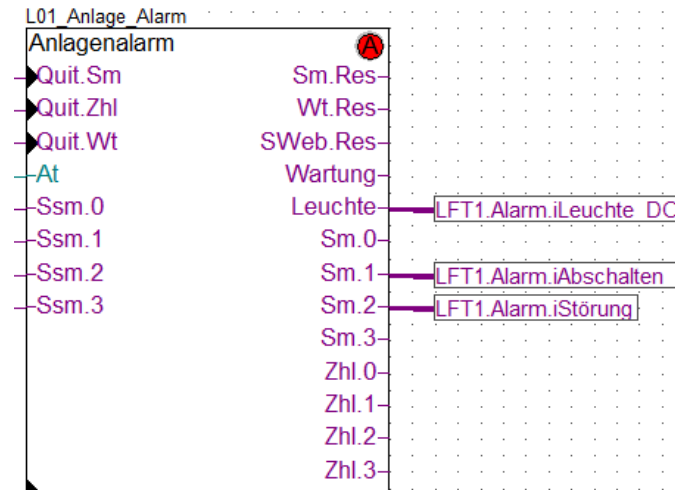 L01_Anlage_Alarm
Anlagenalarm A
Quit.Sm Sm.Res
Quit.Zhl Wt.Res
Quit.Wt SWeb.Res
At Wartung
Ssm.0 Leuchte LFT1.Alarm.iLeuchte_DO
Ssm.1 Sm.0
Ssm.2 Sm.1 LFT1.Alarm.iAbschalten
Ssm.3 Sm.2 LFT1.Alarm.iStörung
Sm.3
Zhl.0
Zhl.1
Zhl.2
Zhl.3